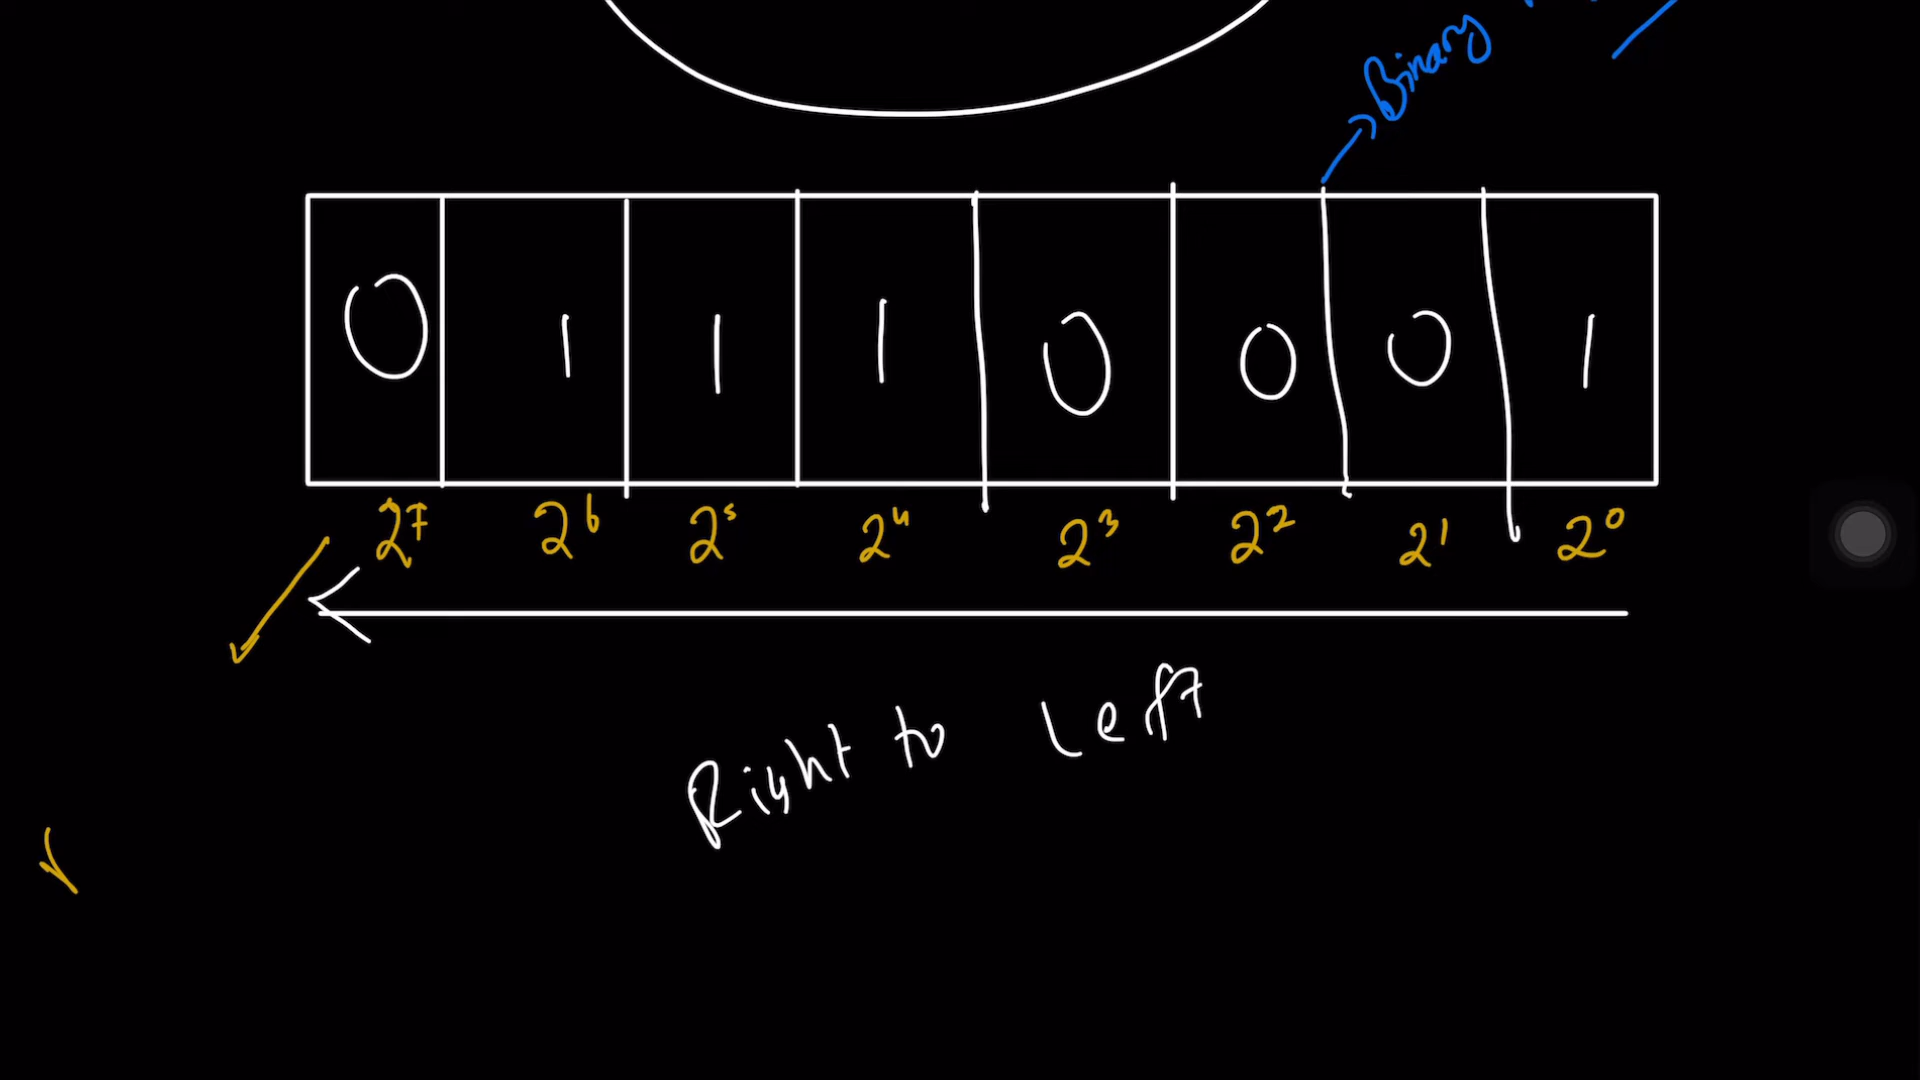 Binary
0 1 1 1 0 0 0 1
2⁷ 2⁶ 2⁵ 2⁴ 2³ 2² 2¹ 2⁰
Right to Left